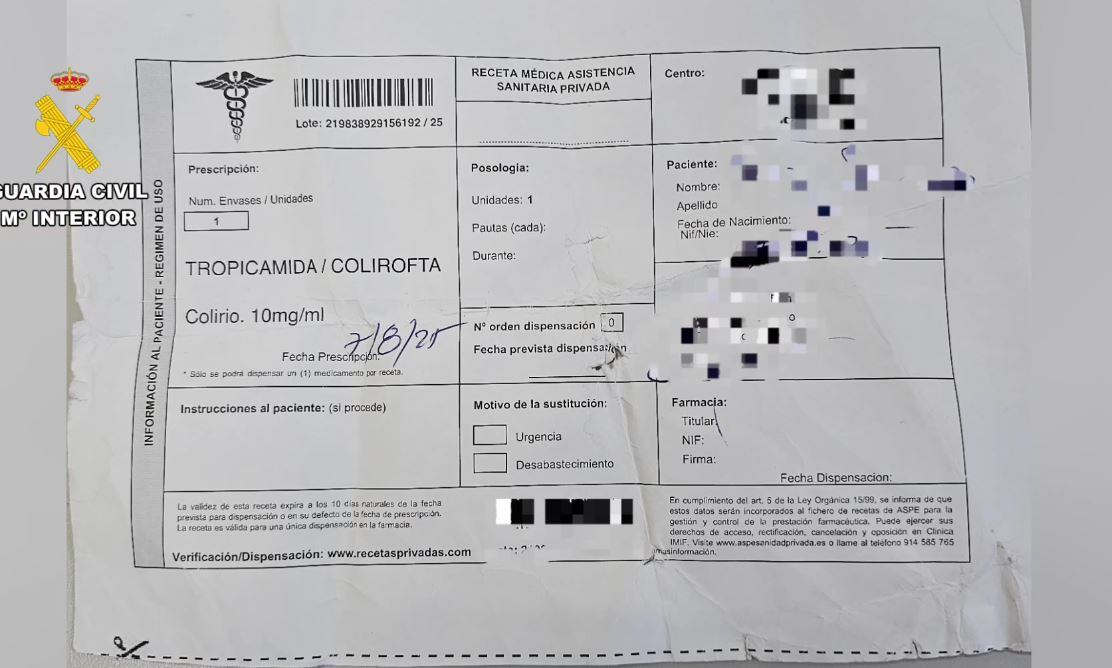 GUARDIA CIVIL
Mº INTERIOR
INFORMACIÓN AL PACIENTE - REGIMEN DE USO
Lote: 219838929156192 / 25
RECETA MÉDICA ASISTENCIA
SANITARIA PRIVADA
Centro:
Prescripción:
Num. Envases / Unidades
1
TROPICAMIDA / COLIROFTA
Colirio. 10mg/ml
Fecha Prescripción:
7/8/25
* Sólo se podrá dispensar un (1) medicamento por receta.
Posologia:
Unidades: 1
Pautas (cada):
Durante:
Paciente:
Nombre:
Apellido
Fecha de Nacimiento:
Nif/Nie:
Nº orden dispensación 0
Fecha prevista dispensación
Instrucciones al paciente: (si procede)
Motivo de la sustitución:
Urgencia
Desabastecimiento
Farmacia:
Titular
NIF:
Firma:
Fecha Dispensacion:
La validez de esta receta expira a los 10 días naturales de la fecha
prevista para dispensación o en su defecto de la fecha de prescripción.
La receta es válida para una única dispensación en la farmacia.
Verificación/Dispensación: www.recetasprivadas.com
En cumplimiento del art. 5 de la Ley Orgánica 15/99, se informa de que
estos datos serán incorporados al fichero de recetas de ASPE para la
gestión y control de la prestación farmacéutica. Puede ejercer sus
derechos de acceso, rectificación, cancelación y oposición en Clinica
IMIF. Visite www.aspesanidadprivada.es o llame al teléfono 914 585 765